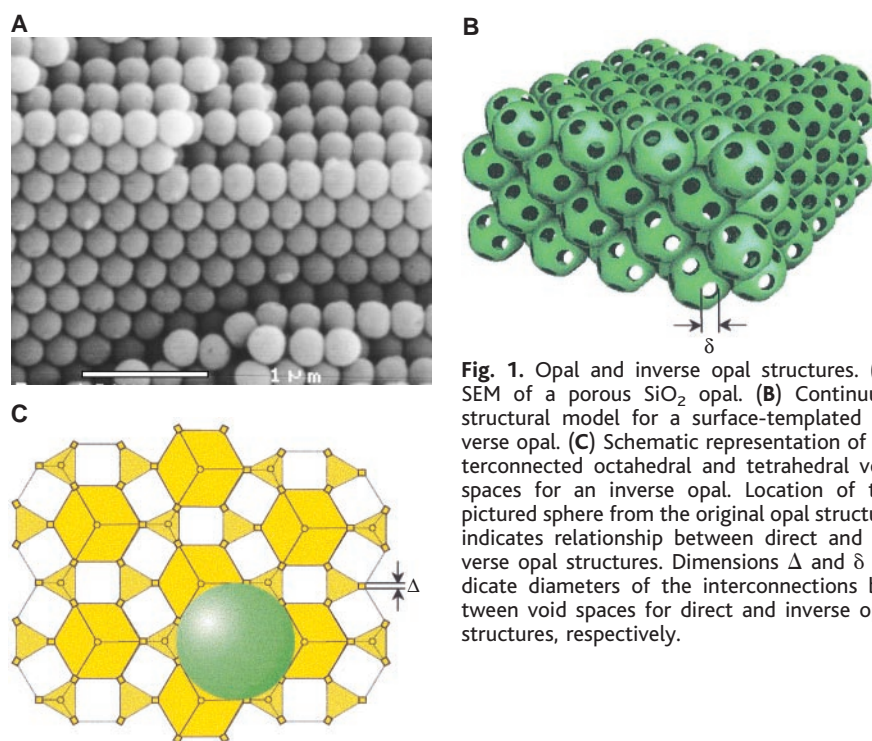 A
B
1 μm
δ
C
Δ
Fig. 1. Opal and inverse opal structures. (
SEM of a porous SiO₂ opal. (B) Continuu
structural model for a surface-templated
verse opal. (C) Schematic representation of
terconnected octahedral and tetrahedral vo
spaces for an inverse opal. Location of t
pictured sphere from the original opal structu
indicates relationship between direct and
verse opal structures. Dimensions Δ and δ
dicate diameters of the interconnections b
tween void spaces for direct and inverse o
structures, respectively.